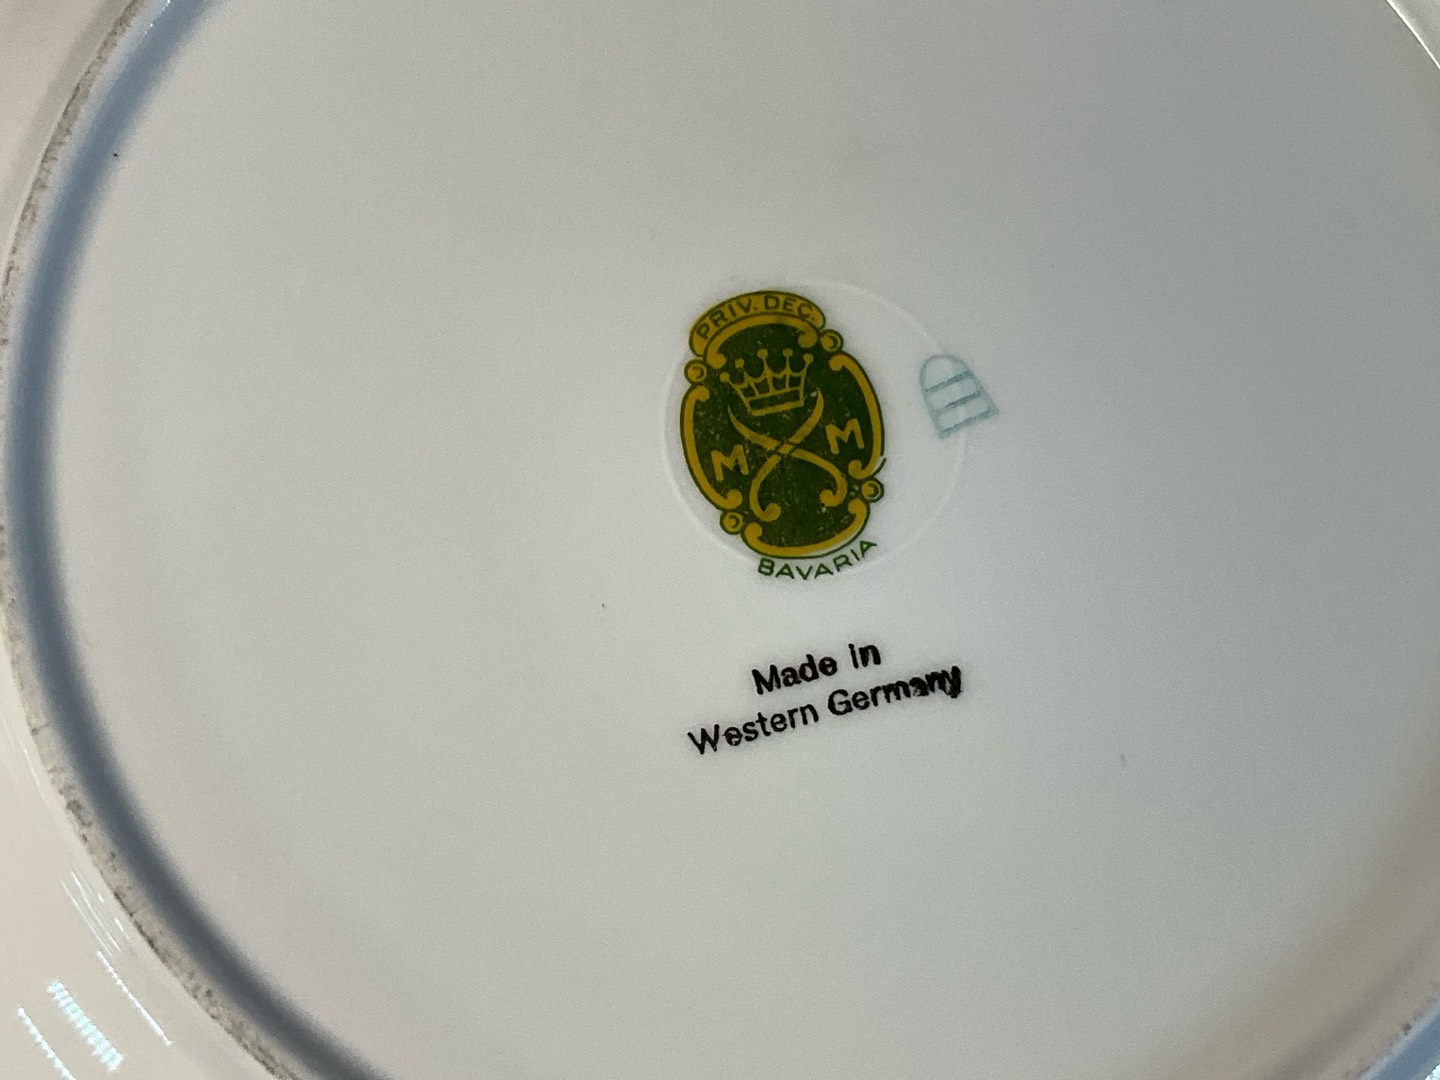 PRIV. DEC.
M M
BAVARIA
Made in
Western Germany